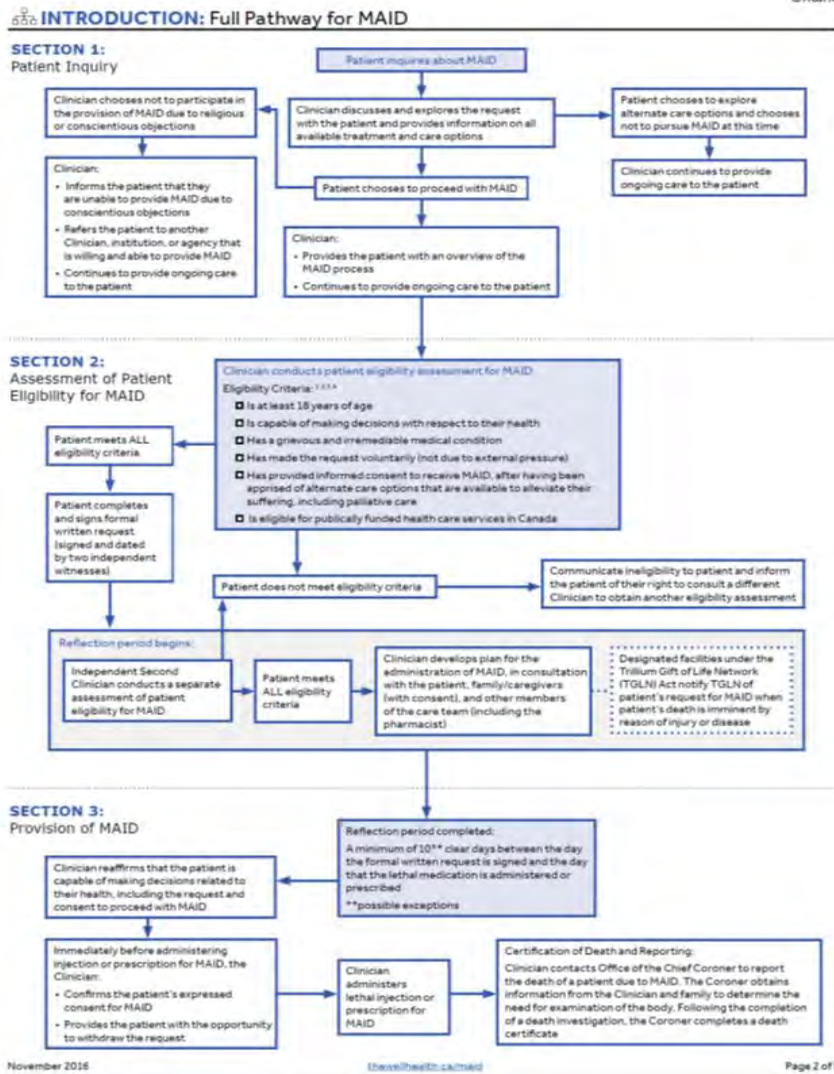 INTRODUCTION: Full Pathway for MAID
SECTION 1:
Patient Inquiry
Patient inquires about MAID
Clinician chooses not to participate in
the provision of MAID due to religious
or conscientious objections
Clinician discusses and explores the request
with the patient and provides information on all
available treatment and care options
Patient chooses to explore
alternate care options and chooses
not to pursue MAID at this time
Clinician:
• Informs the patient that they
are unable to provide MAID due to
conscientious objections
• Refers the patient to another
Clinician, institution, or agency that
is willing and able to provide MAID
• Continues to provide ongoing care
to the patient
Patient chooses to proceed with MAID
Clinician continues to provide
ongoing care to the patient
Clinician:
• Provides the patient with an overview of the
MAID process
• Continues to provide ongoing care to the patient
SECTION 2:
Assessment of Patient
Eligibility for MAID
Clinician conducts patient eligibility assessment for MAID
Eligibility Criteria:
Is at least 18 years of age
Is capable of making decisions with respect to their health
Has a grievous and irremediable medical condition
Has made the request voluntarily (not due to external pressure)
Has provided informed consent to receive MAID, after having been
apprised of alternate care options that are available to alleviate their
suffering, including palliative care
Is eligible for publically funded health care services in Canada
Patient meets ALL
eligibility criteria
Patient completes
and signs formal
written request
(signed and dated
by two independent
witnesses)
Patient does not meet eligibility criteria
Communicate ineligibility to patient and inform
the patient of their right to consult a different
Clinician to obtain another eligibility assessment
Reflection period begins:
Independent Second
Clinician conducts a separate
assessment of patient
eligibility for MAID
Patient meets
ALL eligibility
criteria
Clinician develops plan for the
administration of MAID, in consultation
with the patient, family/caregivers
(with consent), and other members
of the care team (including the
pharmacist)
Designated facilities under the
Trillium Gift of Life Network
(TGLN) Act notify TGLN of
patient's request for MAID when
patient's death is imminent by
reason of injury or disease
SECTION 3:
Provision of MAID
Reflection period completed:
A minimum of 10** clear days between the day
the formal written request is signed and the day
that the lethal medication is administered or
prescribed
**possible exceptions
Clinician reaffirms that the patient is
capable of making decisions related to
their health, including the request and
consent to proceed with MAID
Immediately before administering
injection or prescription for MAID, the
Clinician:
• Confirms the patient's expressed
consent for MAID
• Provides the patient with the opportunity
to withdraw the request
Clinician
administers
lethal injection or
prescription for
MAID
Certification of Death and Reporting:
Clinician contacts Office of the Chief Coroner to report
the death of a patient due to MAID. The Coroner obtains
information from the Clinician and family to determine the
need for examination of the body. Following the completion
of a death investigation, the Coroner completes a death
certificate
November 2016
thewellhealth.ca/maid
Page 2 of